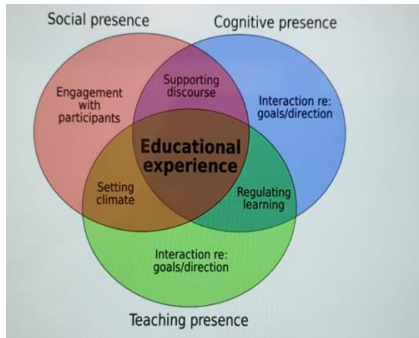 Social presence
Cognitive presence
Supporting
discourse
Engagement
with
participants
Interaction re:
goals/direction
Educational
experience
Setting
climate
Regulating
learning
Interaction re:
goals/direction
Teaching presence